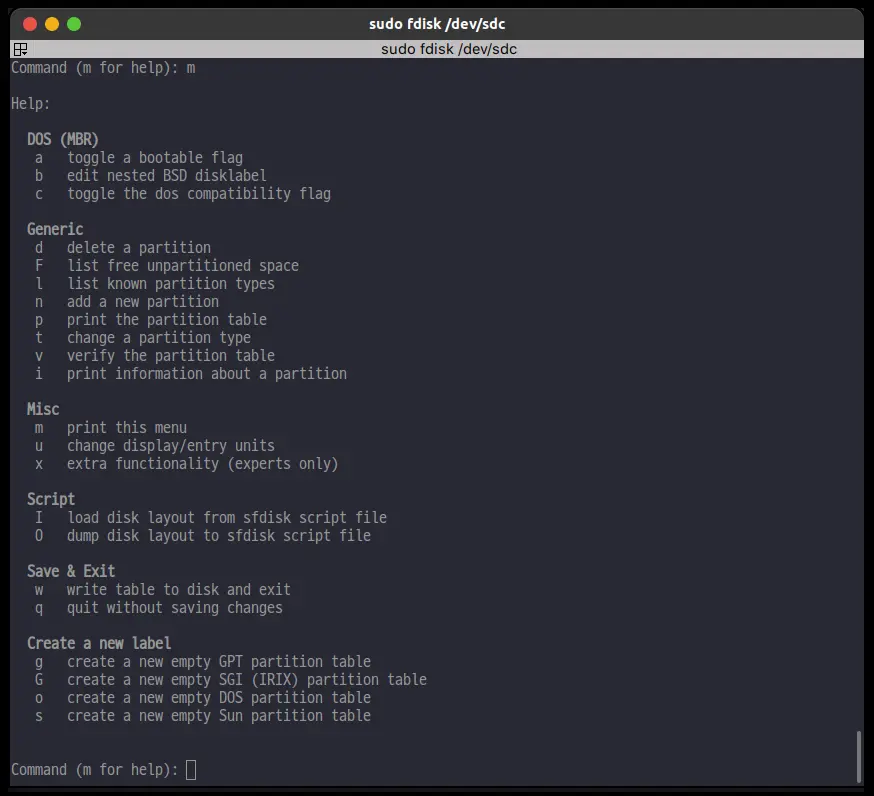 sudo fdisk /dev/sdc
sudo fdisk /dev/sdc
Command (m for help): m
Help:
DOS (MBR)
a   toggle a bootable flag
b   edit nested BSD disklabel
c   toggle the dos compatibility flag
Generic
d   delete a partition
F   list free unpartitioned space
l   list known partition types
n   add a new partition
p   print the partition table
t   change a partition type
v   verify the partition table
i   print information about a partition
Misc
m   print this menu
u   change display/entry units
x   extra functionality (experts only)
Script
I   load disk layout from sfdisk script file
O   dump disk layout to sfdisk script file
Save & Exit
w   write table to disk and exit
q   quit without saving changes
Create a new label
g   create a new empty GPT partition table
G   create a new empty SGI (IRIX) partition table
o   create a new empty DOS partition table
s   create a new empty Sun partition table
Command (m for help):